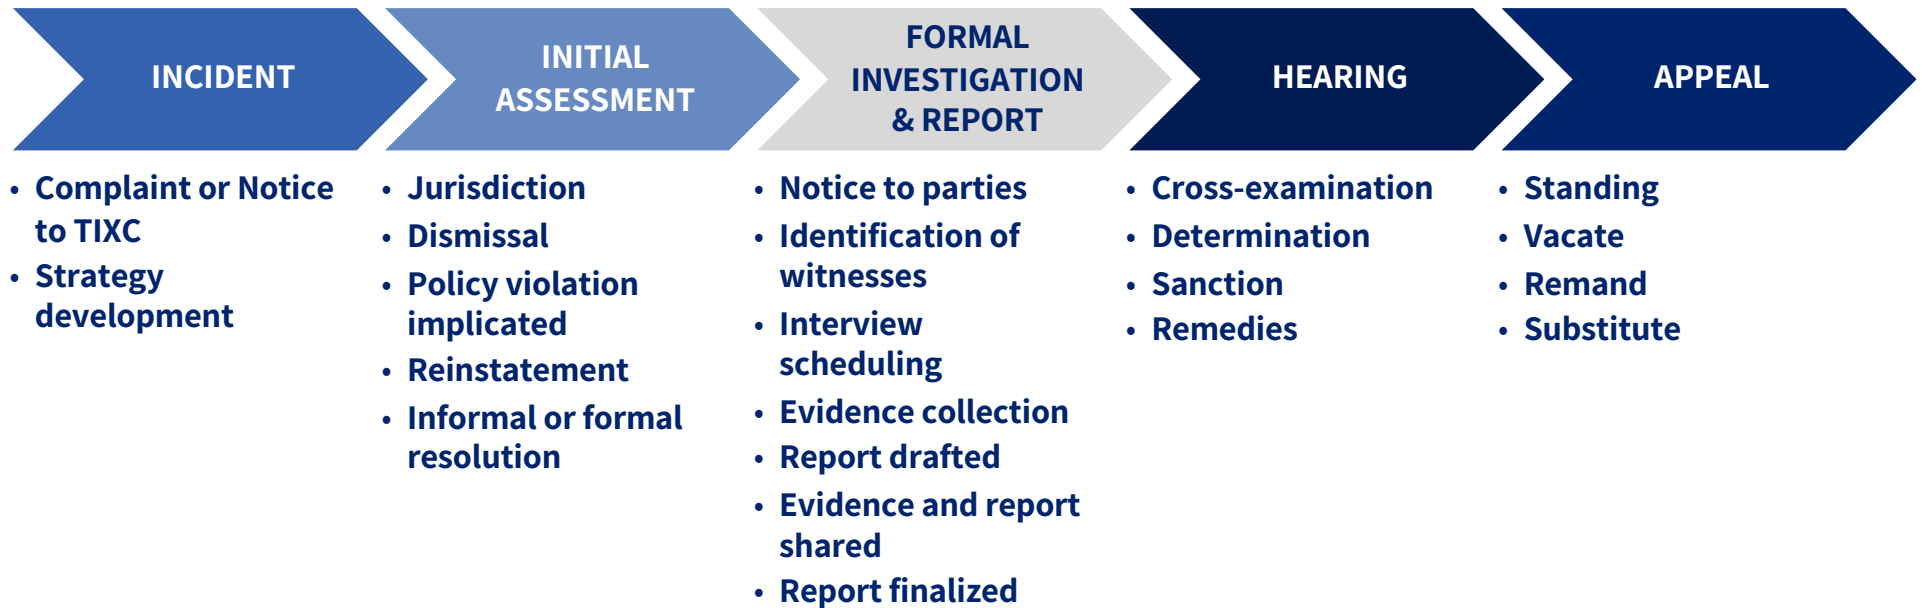 INCIDENT
INITIAL
ASSESSMENT
FORMAL
INVESTIGATION
& REPORT
HEARING
APPEAL
• Complaint or Notice
to TIXC
• Strategy
development
• Jurisdiction
• Dismissal
• Policy violation
implicated
• Reinstatement
• Informal or formal
resolution
• Notice to parties
• Identification of
witnesses
• Interview
scheduling
• Evidence collection
• Report drafted
• Evidence and report
shared
• Report finalized
• Cross-examination
• Determination
• Sanction
• Remedies
• Standing
• Vacate
• Remand
• Substitute